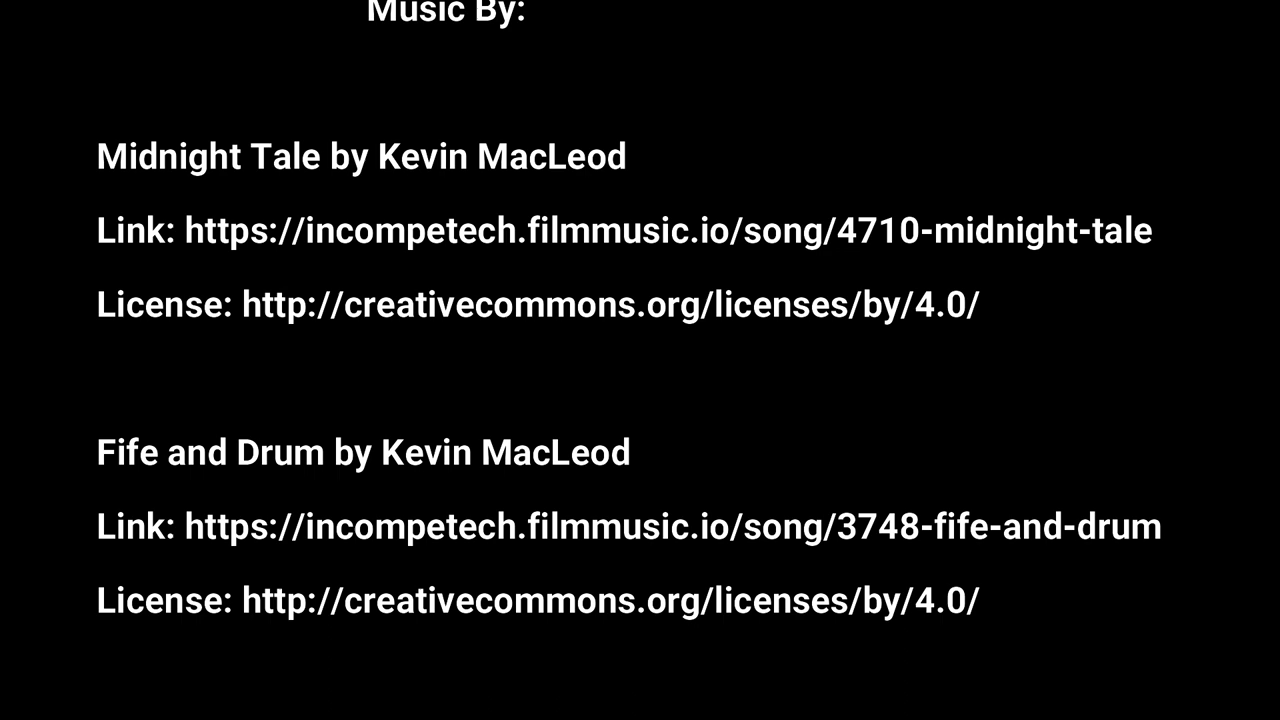 Music By:
Midnight Tale by Kevin MacLeod
Link: https://incompetech.filmmusic.io/song/4710-midnight-tale
License: http://creativecommons.org/licenses/by/4.0/
Fife and Drum by Kevin MacLeod
Link: https://incompetech.filmmusic.io/song/3748-fife-and-drum
License: http://creativecommons.org/licenses/by/4.0/